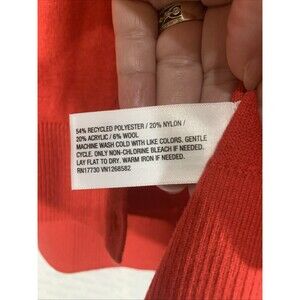 54% RECYCLED POLYESTER / 20% NYLON /
20% ACRYLIC / 6% WOOL
MACHINE WASH COLD WITH LIKE COLORS, GENTLE
CYCLE. ONLY NON-CHLORINE BLEACH IF NEEDED.
LAY FLAT TO DRY. WARM IRON IF NEEDED.
RN17730 VN1268582